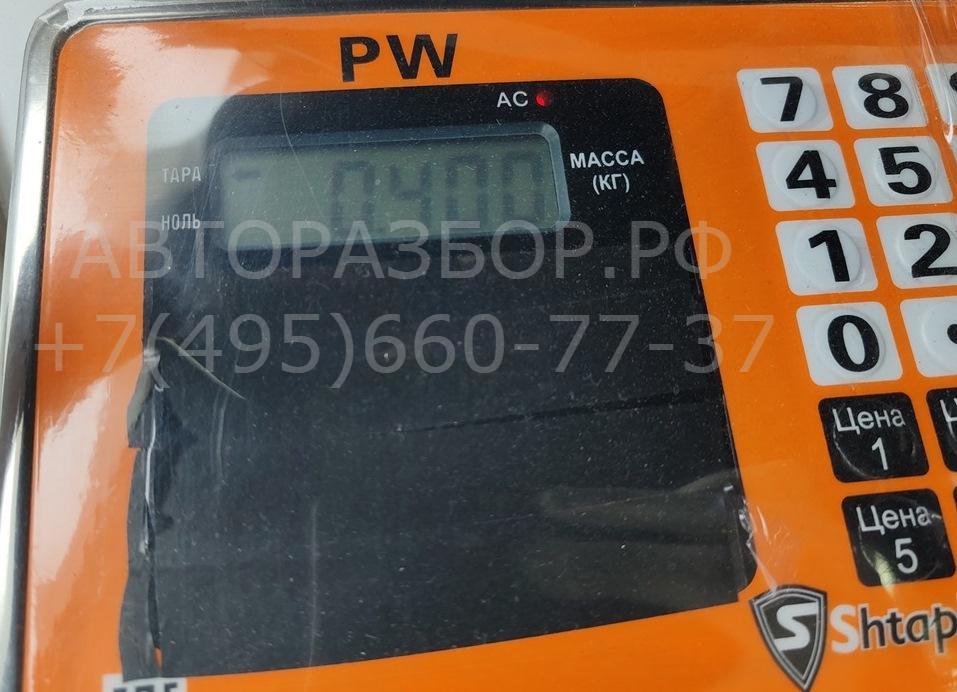 PW
AC
ТАРА
0.400
МАССА
(КГ)
НОЛЬ
АВТОРАЗБОР.РФ
+7(495)660-77-37
7 8
4 5
1 2
0 .
Цена
1
Цена
5
Shtap